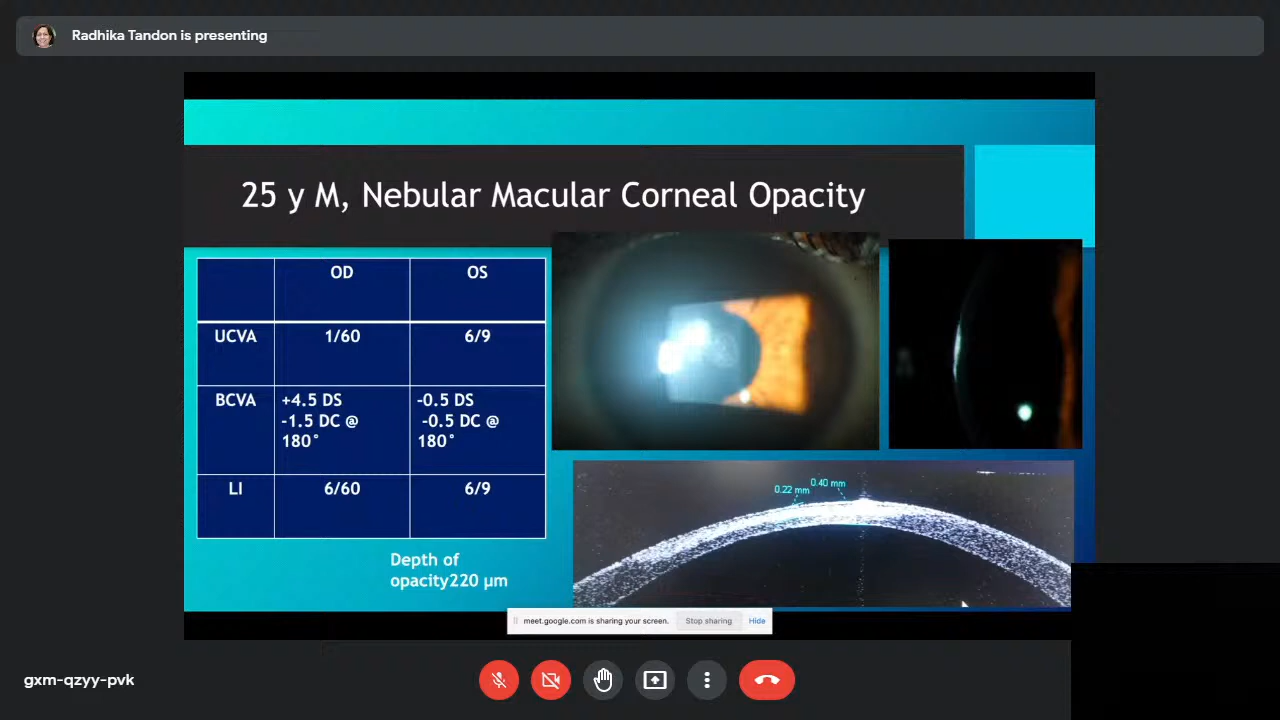 Radhika Tandon is presenting
25 y M, Nebular Macular Corneal Opacity
OD OS
UCVA 1/60 6/9
BCVA +4.5 DS -0.5 DS
-1.5 DC @ -0.5 DC @
180° 180°
LI 6/60 6/9
Depth of
opacity220 µm
0.22 mm 0.40 mm
meet.google.com is sharing your screen. Stop sharing Hide
gxm-qzyy-pvk